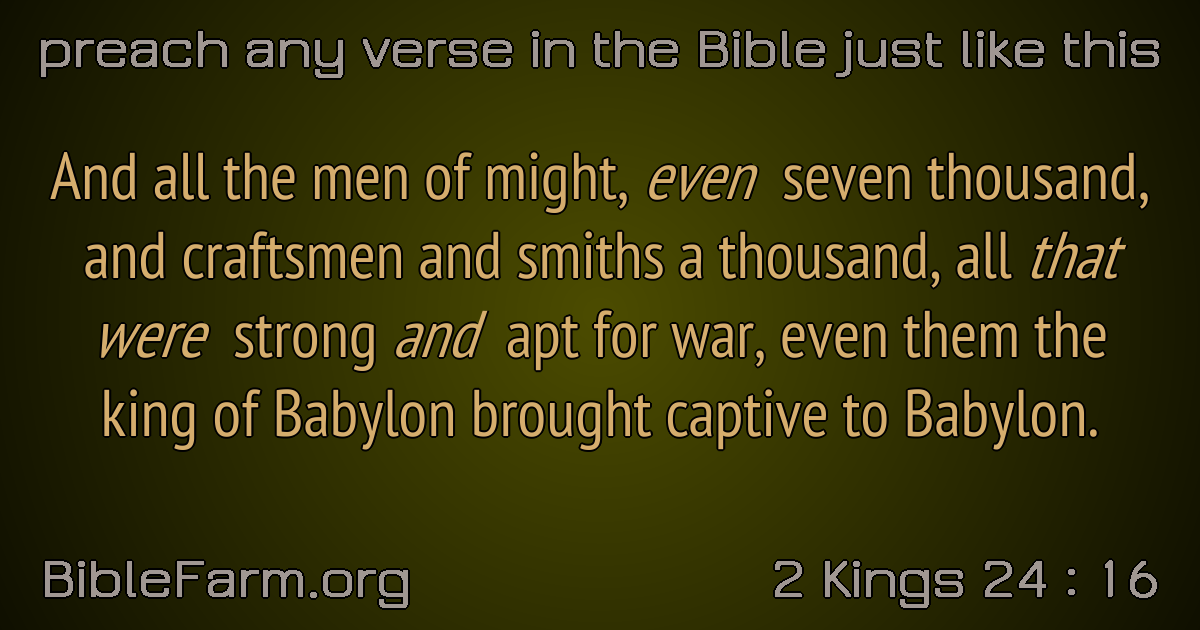 preach any verse in the Bible just like this
And all the men of might, even seven thousand,
and craftsmen and smiths a thousand, all that
were strong and apt for war, even them the
king of Babylon brought captive to Babylon.
BibleFarm.org
2 Kings 24 : 16